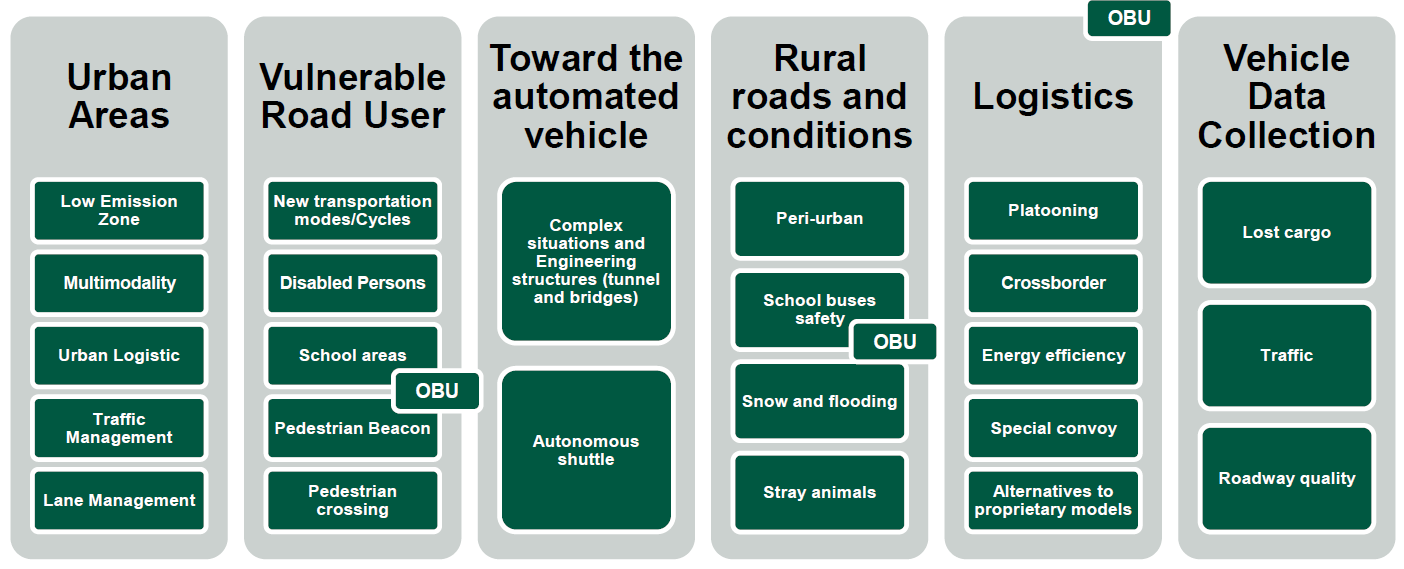 Urban
Areas
Low Emission
Zone
Multimodality
Urban Logistic
Traffic
Management
Lane Management
Vulnerable
Road User
New transportation
modes/Cycles
Disabled Persons
School areas
OBU
Pedestrian Beacon
Pedestrian
crossing
Toward the
automated
vehicle
Complex
situations and
Engineering
structures (tunnel
and bridges)
Autonomous
shuttle
Rural
roads and
conditions
Peri-urban
School buses
safety
OBU
Snow and flooding
Stray animals
OBU
Logistics
Platooning
Crossborder
Energy efficiency
Special convoy
Alternatives to
proprietary models
Vehicle
Data
Collection
Lost cargo
Traffic
Roadway quality